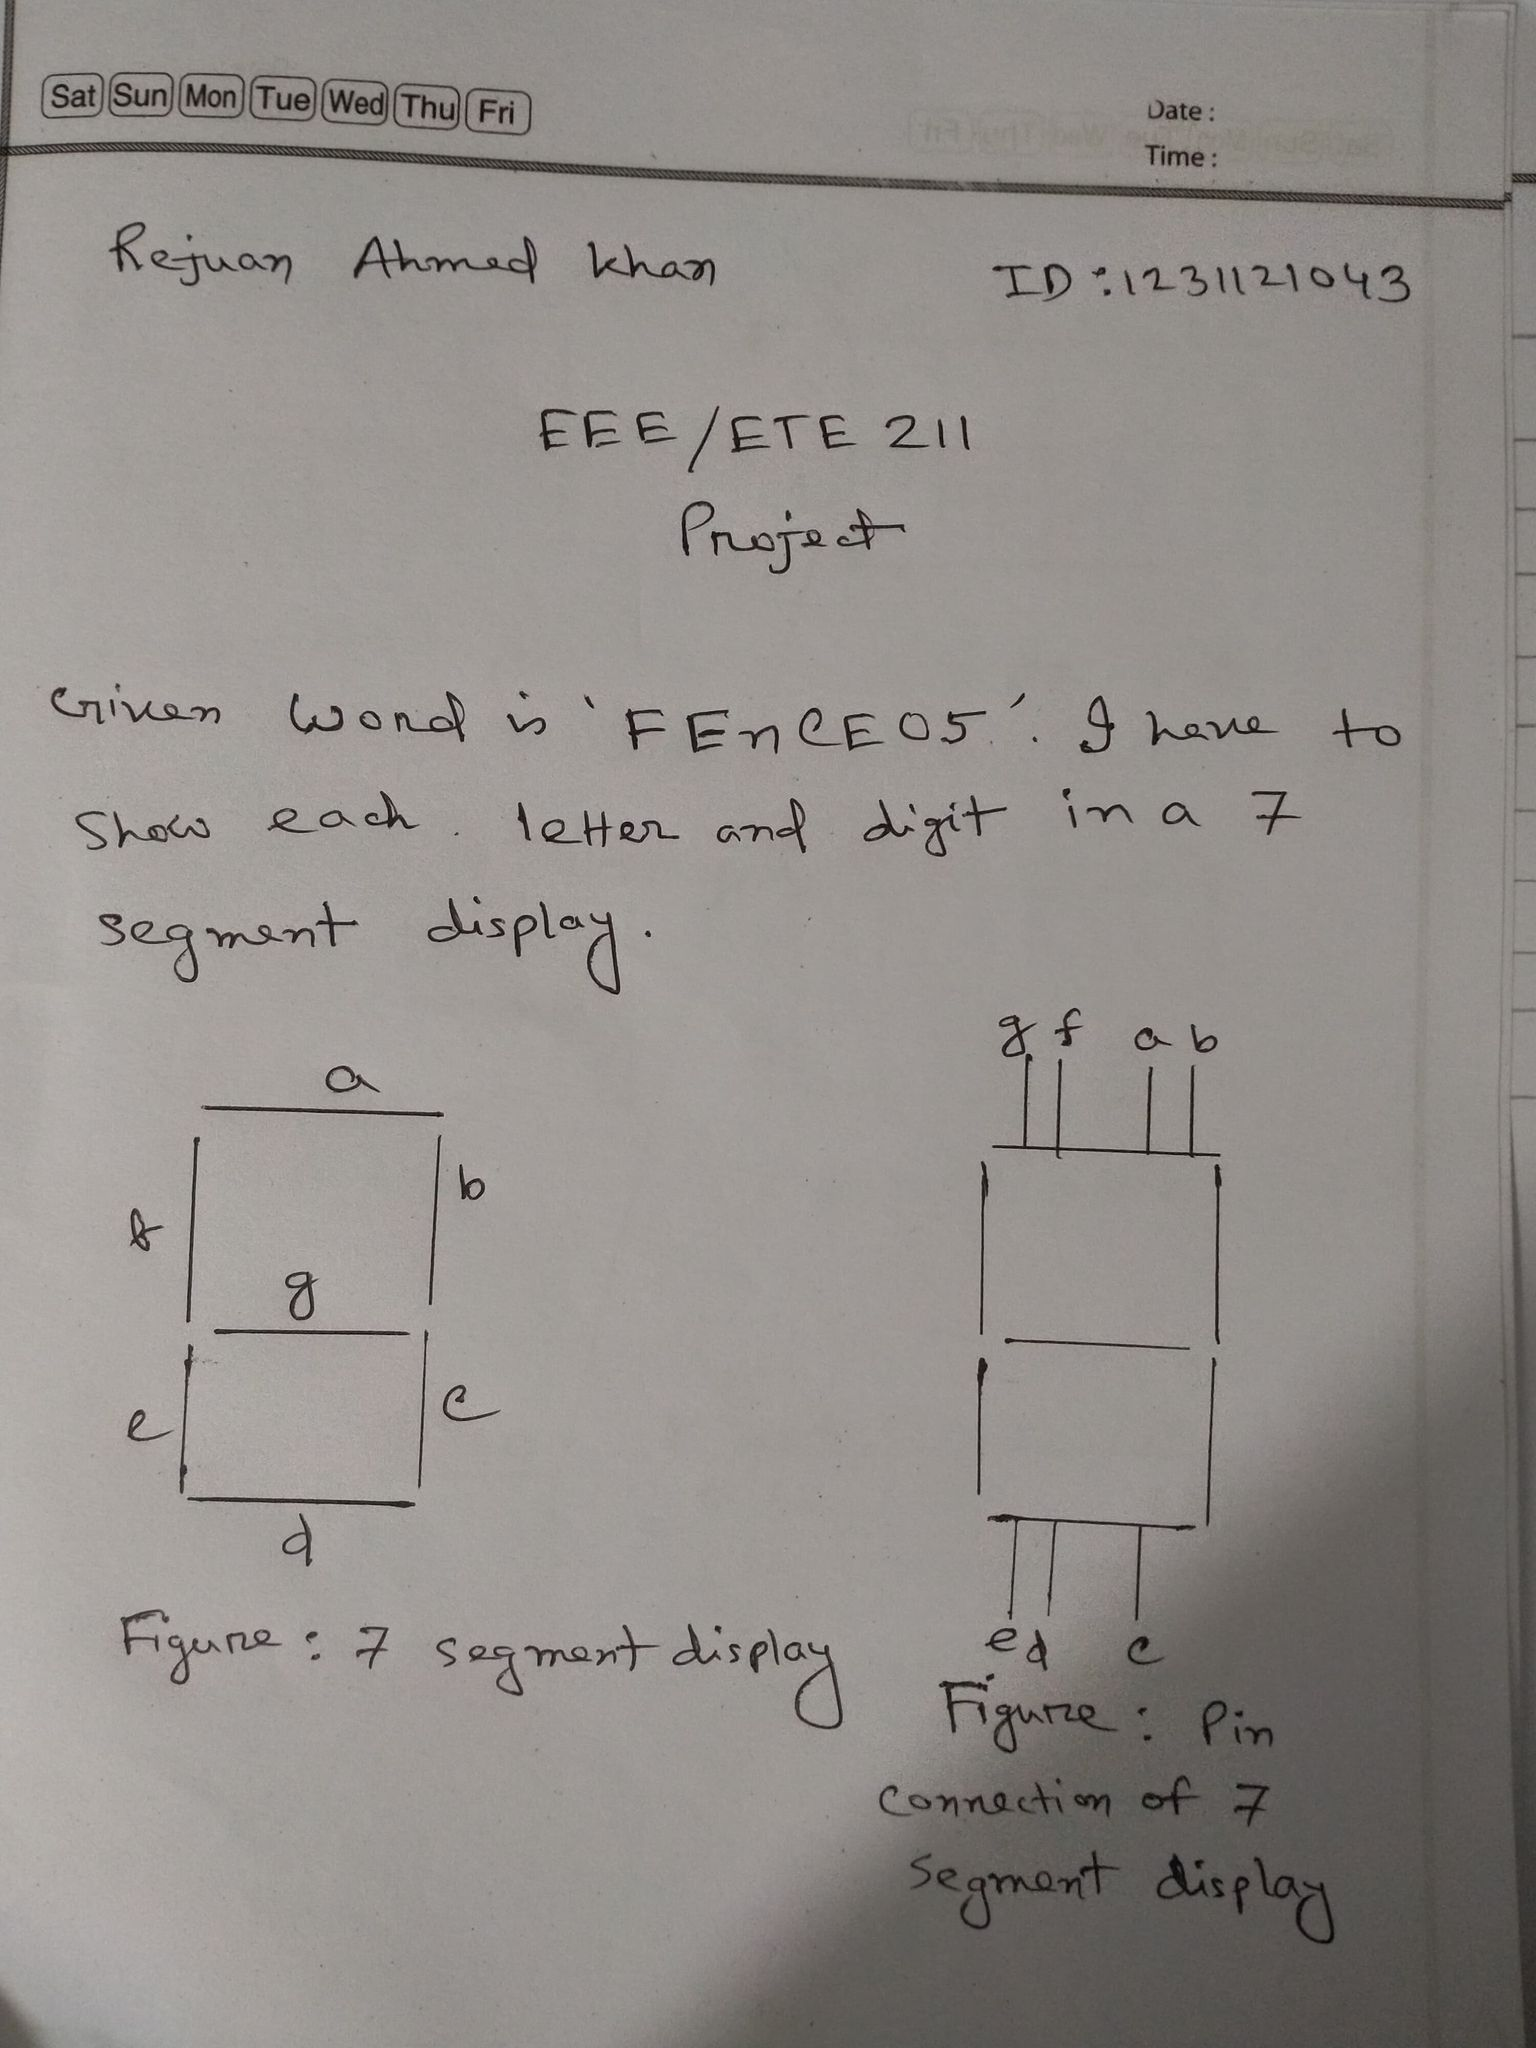 Sat Sun Mon Tue Wed Thu Fri
Date :
Time :
Rejuan Ahmed Khan ID : 1231121043
EEE/ETE 211
Project
Given word is 'FEnCE05'. I have to
show each letter and digit in a 7
segment display.
g f a b
a
b
f
g
e
c
d
e d c
Figure : 7 segment display
Figure : Pin
connection of 7
segment display